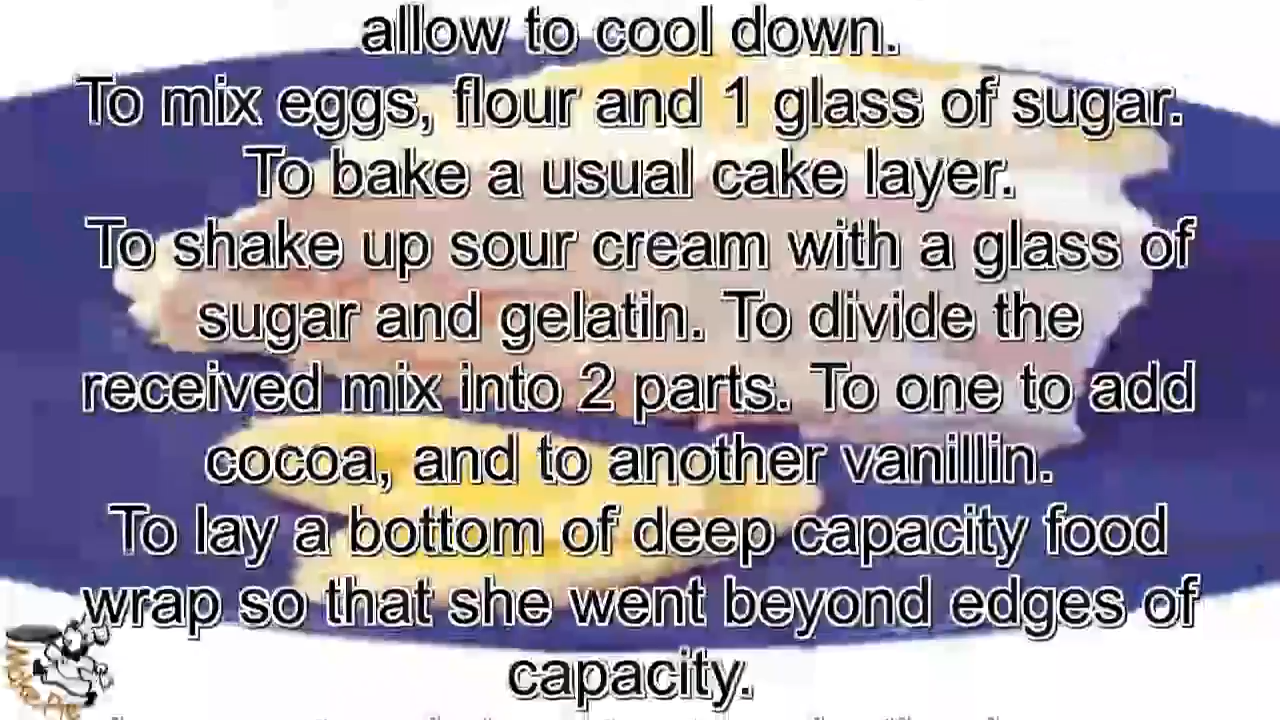 allow to cool down.
To mix eggs, flour and 1 glass of sugar.
To bake a usual cake layer.
To shake up sour cream with a glass of
sugar and gelatin. To divide the
received mix into 2 parts. To one to add
cocoa, and to another vanillin.
To lay a bottom of deep capacity food
wrap so that she went beyond edges of
capacity.
Make Pie